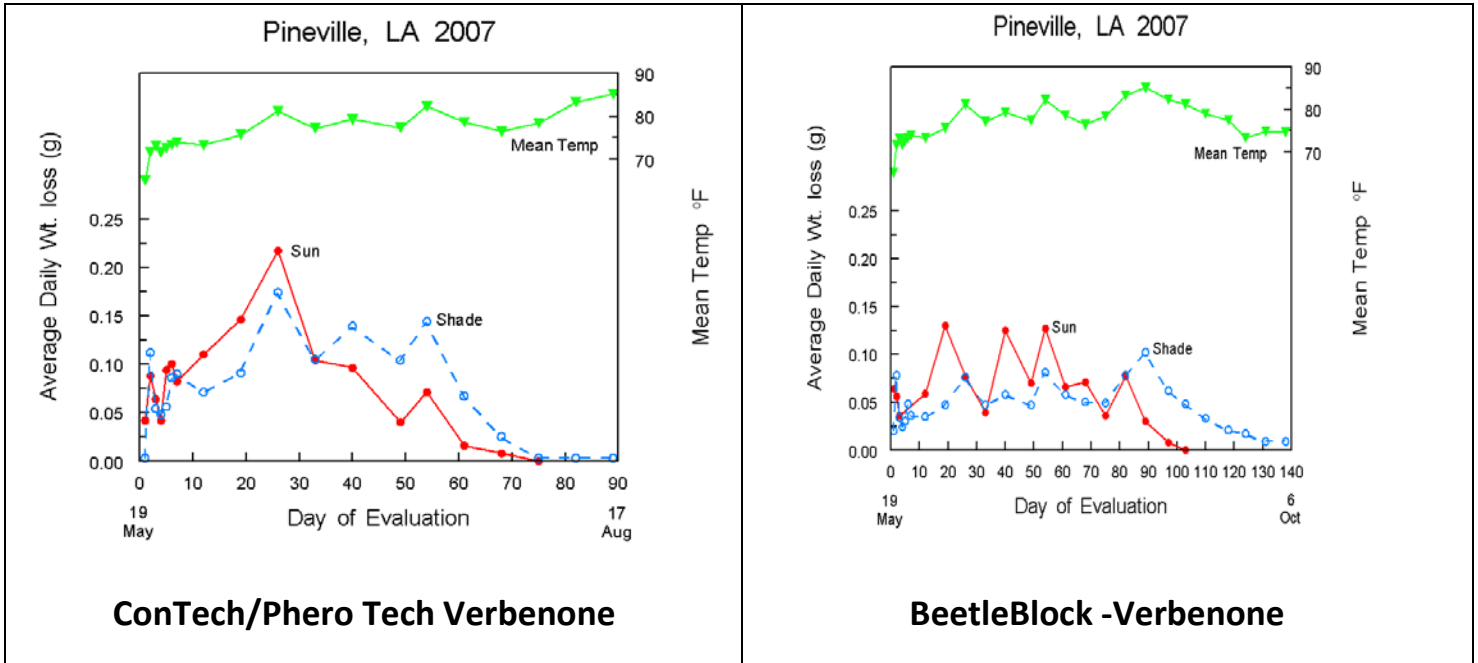 Pineville, LA 2007
90
80
70
Mean Temp
Average Daily Wt. loss (g)
Mean Temp °F
0.25
0.20
0.15
0.10
0.05
0.00
Sun
Shade
0 10 20 30 40 50 60 70 80 90
19 May
17 Aug
Day of Evaluation
ConTech/Phero Tech Verbenone
Pineville, LA 2007
90
80
70
Mean Temp
Average Daily Wt. loss (g)
Mean Temp °F
0.25
0.20
0.15
0.10
0.05
0.00
Sun
Shade
0 10 20 30 40 50 60 70 80 90 100 110 120 130 140
19 May
6 Oct
Day of Evaluation
BeetleBlock -Verbenone